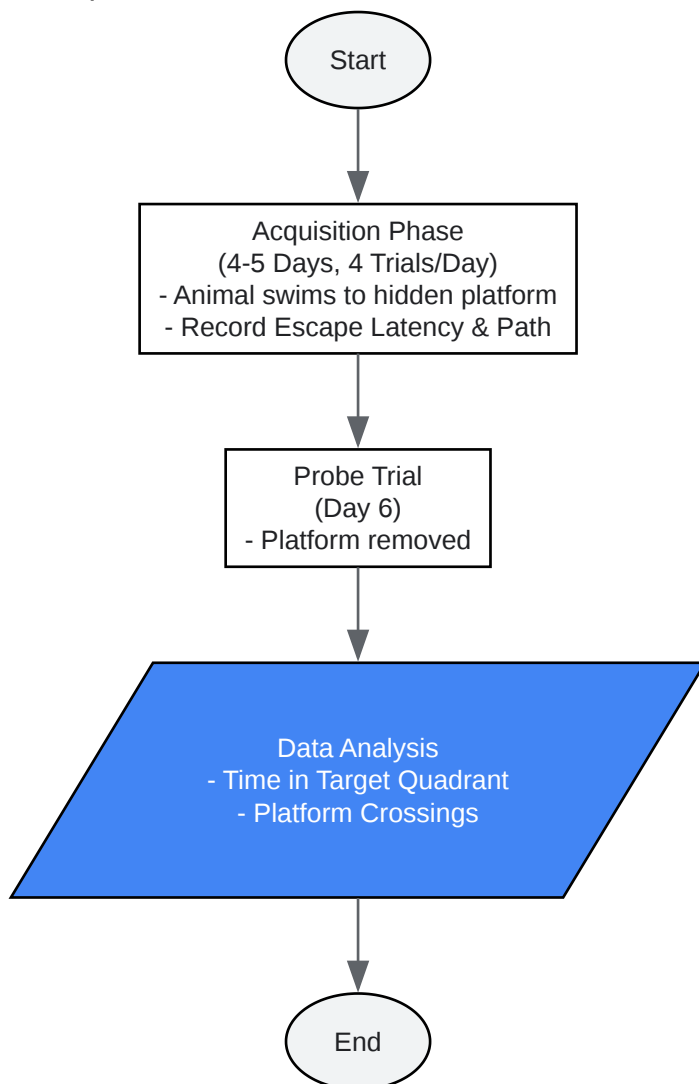 Start
Acquisition Phase
(4-5 Days, 4 Trials/Day)
- Animal swims to hidden platform
- Record Escape Latency & Path
Probe Trial
(Day 6)
- Platform removed
Data Analysis
- Time in Target Quadrant
- Platform Crossings
End